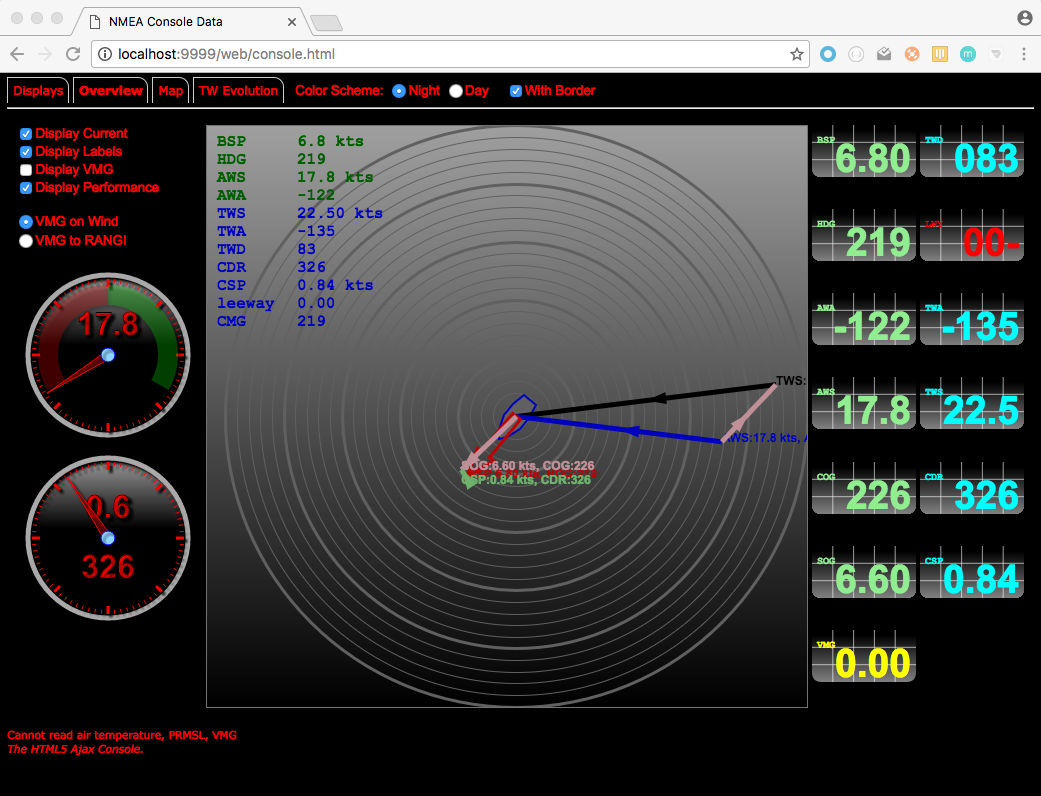 NMEA Console Data
localhost:9999/web/console.html
Displays Overview Map TW Evolution Color Scheme: Night Day With Border
Display Current
Display Labels
Display VMG
Display Performance
VMG on Wind
VMG to RANGI
17.8
0.6
326
BSP 6.8 kts
HDG 219
AWS 17.8 kts
AWA -122
TWS 22.50 kts
TWA -135
TWD 83
CDR 326
CSP 0.84 kts
leeway 0.00
CMG 219
TWS:
AWS:17.8 kts, A
SOG:6.60 kts, COG:226
CSP:0.84 kts, CDR:326
BSP 6.80 TWD 083
HDG 219 LWY 00-
AWA -122 TWA -135
AWS 17.8 TWS 22.5
COG 226 CDR 326
SOG 6.60 CSP 0.84
VMG 0.00
Cannot read air temperature, PRMSL, VMG
The HTML5 Ajax Console.